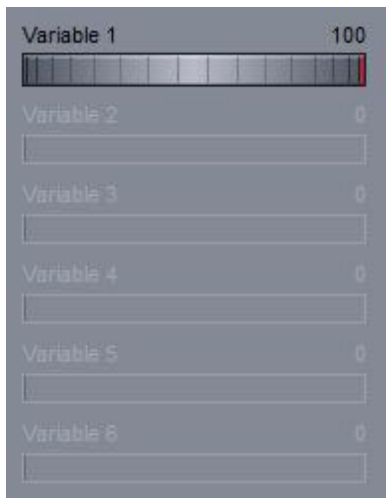 Variable 1 100
Variable 2 0
Variable 3 0
Variable 4 0
Variable 5 0
Variable 6 0